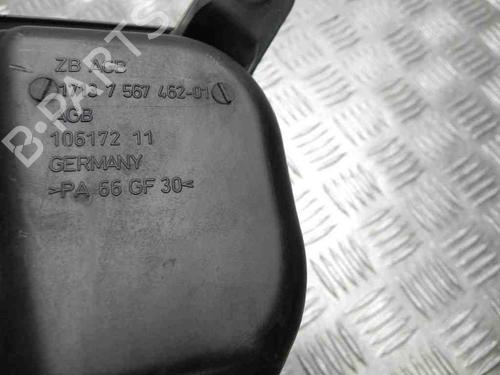 ZB AGB
1713 7 567 462-01
AGB
106172 11
GERMANY
>PA 66 GF 30<
B-PARTS